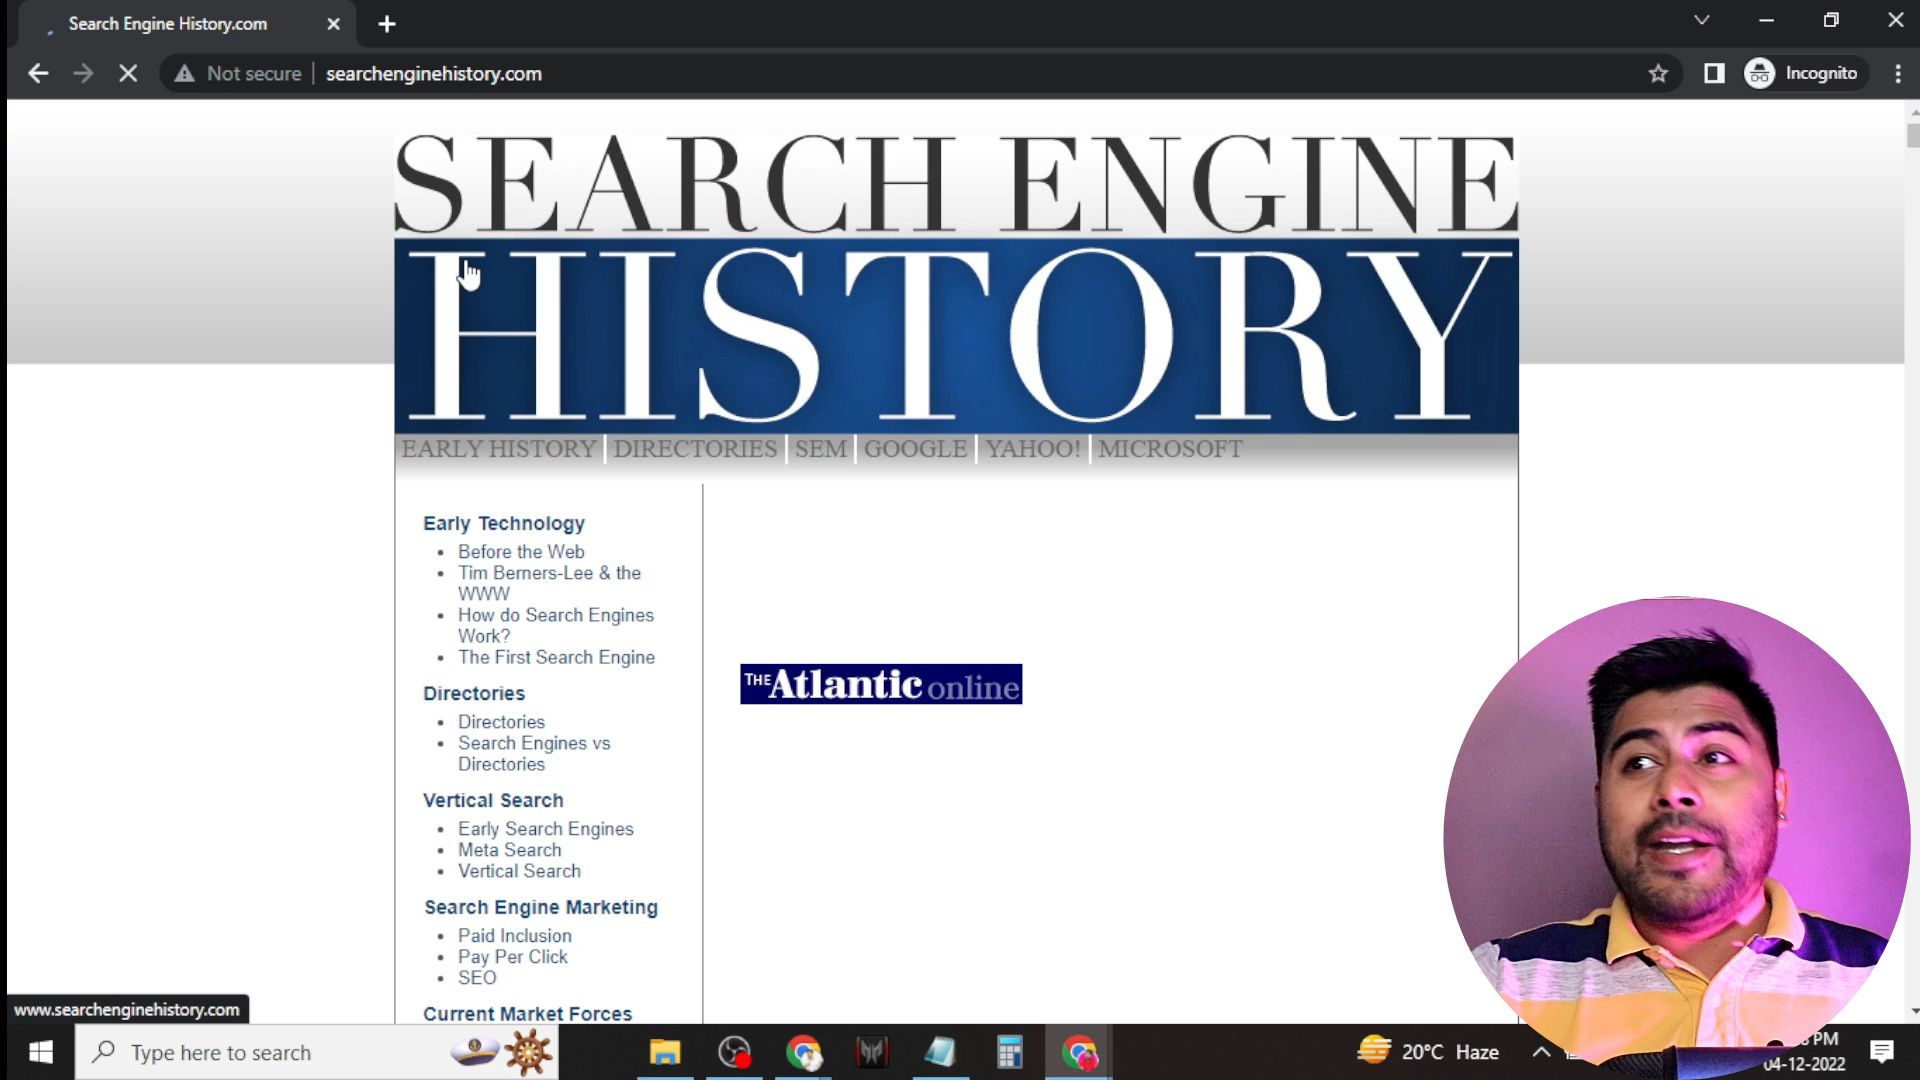 Search Engine History.com
Not secure
searchenginehistory.com
Incognito
SEARCH ENGINE
HISTORY
EARLY HISTORY DIRECTORIES SEM GOOGLE YAHOO! MICROSOFT
Early Technology
Before the Web
Tim Berners-Lee & the
WWW
How do Search Engines
Work?
The First Search Engine
THE Atlantic online
Directories
Directories
Search Engines vs
Directories
Vertical Search
Early Search Engines
Meta Search
Vertical Search
Search Engine Marketing
Paid Inclusion
Pay Per Click
SEO
Current Market Forces
www.searchenginehistory.com
Type here to search
20°C Haze
PM
04-12-2022